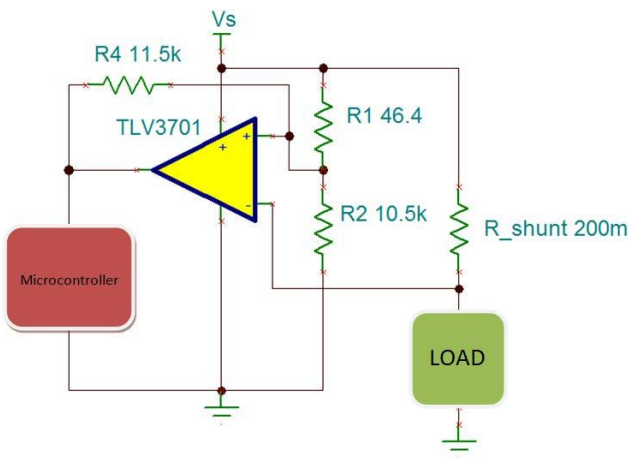 Vs
R4 11.5k
TLV3701
R1 46.4
+
+
-
R2 10.5k
R_shunt 200m
Microcontroller
LOAD